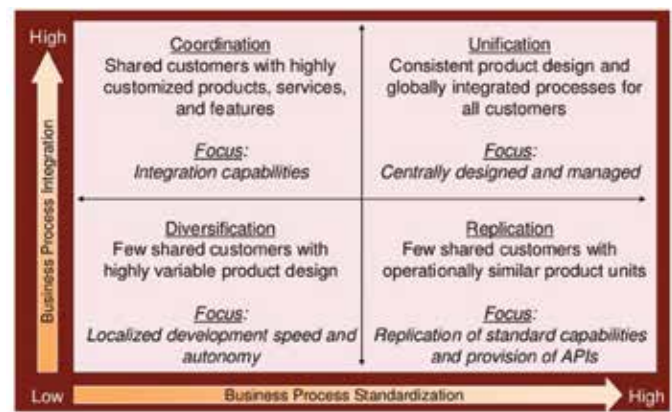 High
Coordination
Shared customers with highly
customized products, services,
and features
Focus:
Integration capabilities
Unification
Consistent product design and
globally integrated processes for
all customers
Focus:
Centrally designed and managed
Business Process Integration
Diversification
Few shared customers with
highly variable product design
Focus:
Localized development speed and
autonomy
Replication
Few shared customers with
operationally similar product units
Focus:
Replication of standard capabilities
and provision of APIs
Low
Business Process Standardization
High